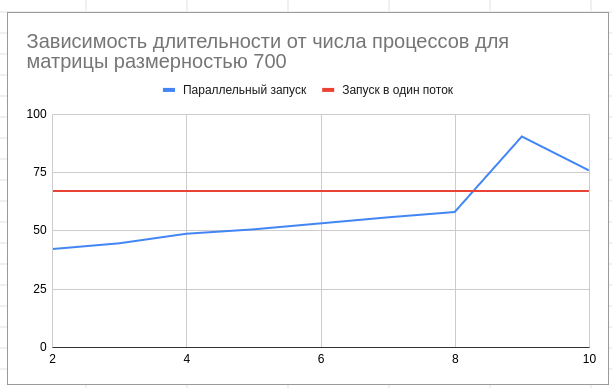 Зависимость длительности от числа процессов для
матрицы размерностью 700
Параллельный запуск
Запуск в один поток
100
75
50
25
0
2
4
6
8
10